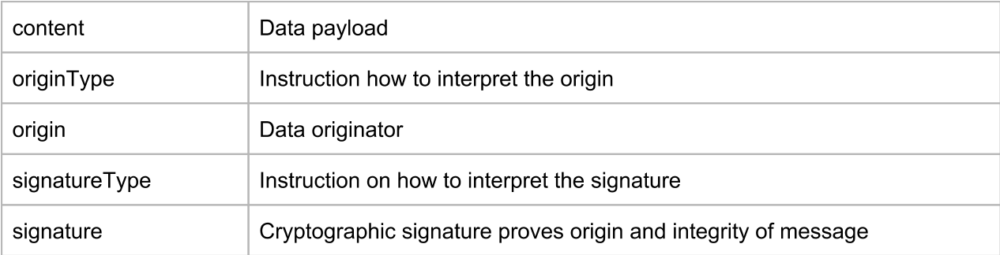 content Data payload
originType Instruction how to interpret the origin
origin Data originator
signatureType Instruction on how to interpret the signature
signature Cryptographic signature proves origin and integrity of message